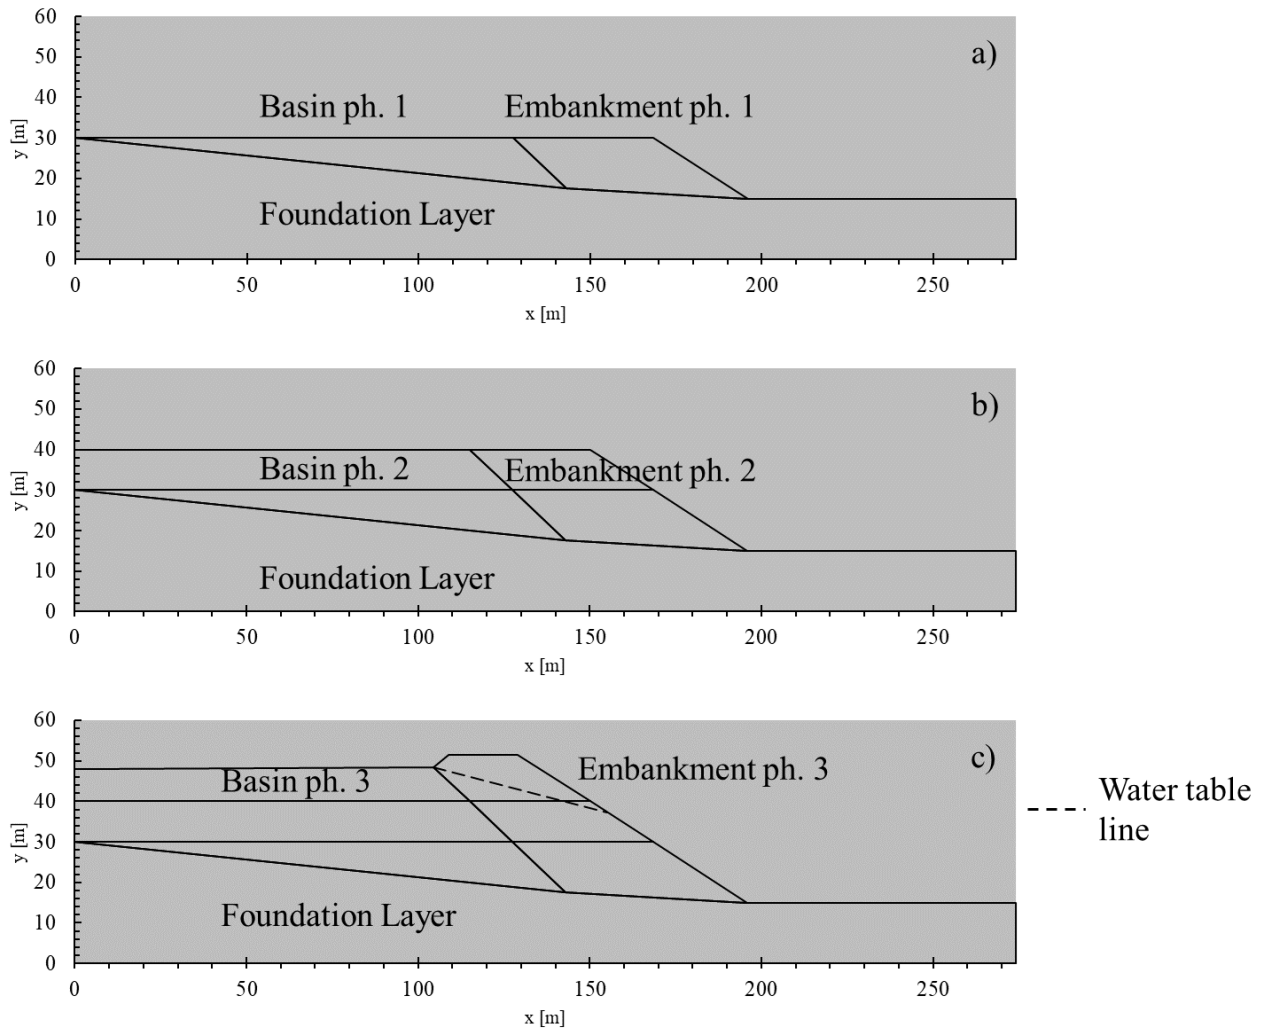 a)
60
50
40
30
20
10
0
y [m]
Basin ph. 1
Embankment ph. 1
Foundation Layer
0 50 100 150 200 250
x [m]
b)
60
50
40
30
20
10
0
y [m]
Basin ph. 2
Embankment ph. 2
Foundation Layer
0 50 100 150 200 250
x [m]
c)
60
50
40
30
20
10
0
y [m]
Basin ph. 3
Embankment ph. 3
Foundation Layer
0 50 100 150 200 250
x [m]
Water table
line